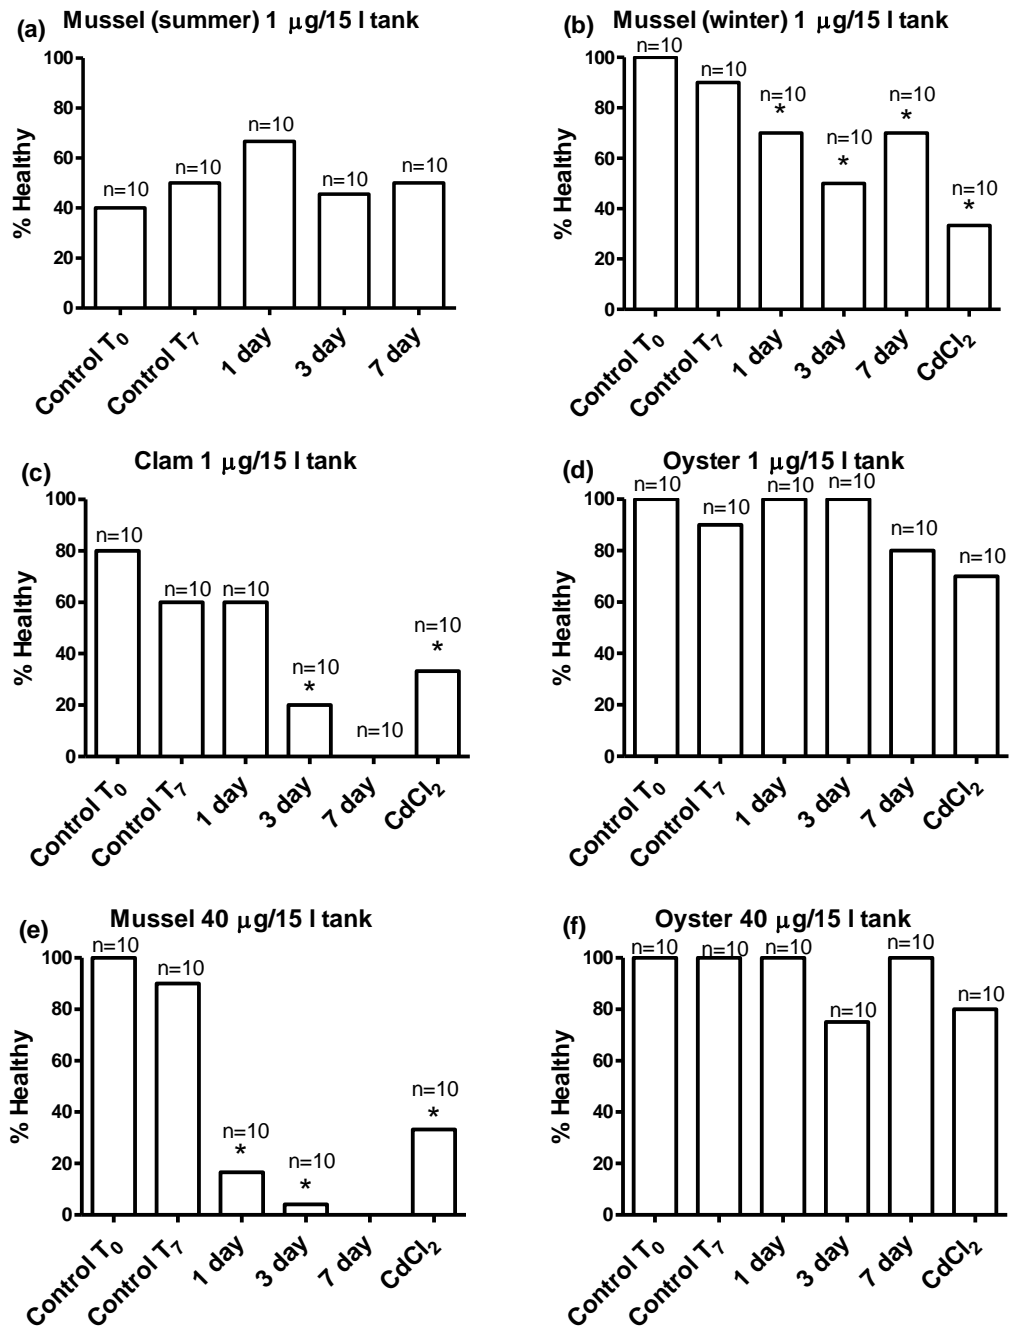 (a) Mussel (summer) 1 μg/15 l tank
% Healthy
100
80
60
40
20
0
n=10
n=10
n=10
n=10
n=10
Control T0
Control T7
1 day
3 day
7 day
(b) Mussel (winter) 1 μg/15 l tank
% Healthy
100
80
60
40
20
0
n=10
n=10
n=10
*
n=10
*
n=10
*
n=10
*
Control T0
Control T7
1 day
3 day
7 day
CdCl2
(c) Clam 1 μg/15 l tank
% Healthy
100
80
60
40
20
0
n=10
n=10
n=10
n=10
*
n=10
n=10
*
Control T0
Control T7
1 day
3 day
7 day
CdCl2
(d) Oyster 1 μg/15 l tank
% Healthy
100
80
60
40
20
0
n=10
n=10
n=10
n=10
n=10
n=10
Control T0
Control T7
1 day
3 day
7 day
CdCl2
(e) Mussel 40 μg/15 l tank
% Healthy
100
80
60
40
20
0
n=10
n=10
n=10
*
n=10
*
n=10
*
Control T0
Control T7
1 day
3 day
7 day
CdCl2
(f) Oyster 40 μg/15 l tank
% Healthy
100
80
60
40
20
0
n=10
n=10
n=10
n=10
n=10
n=10
Control T0
Control T7
1 day
3 day
7 day
CdCl2